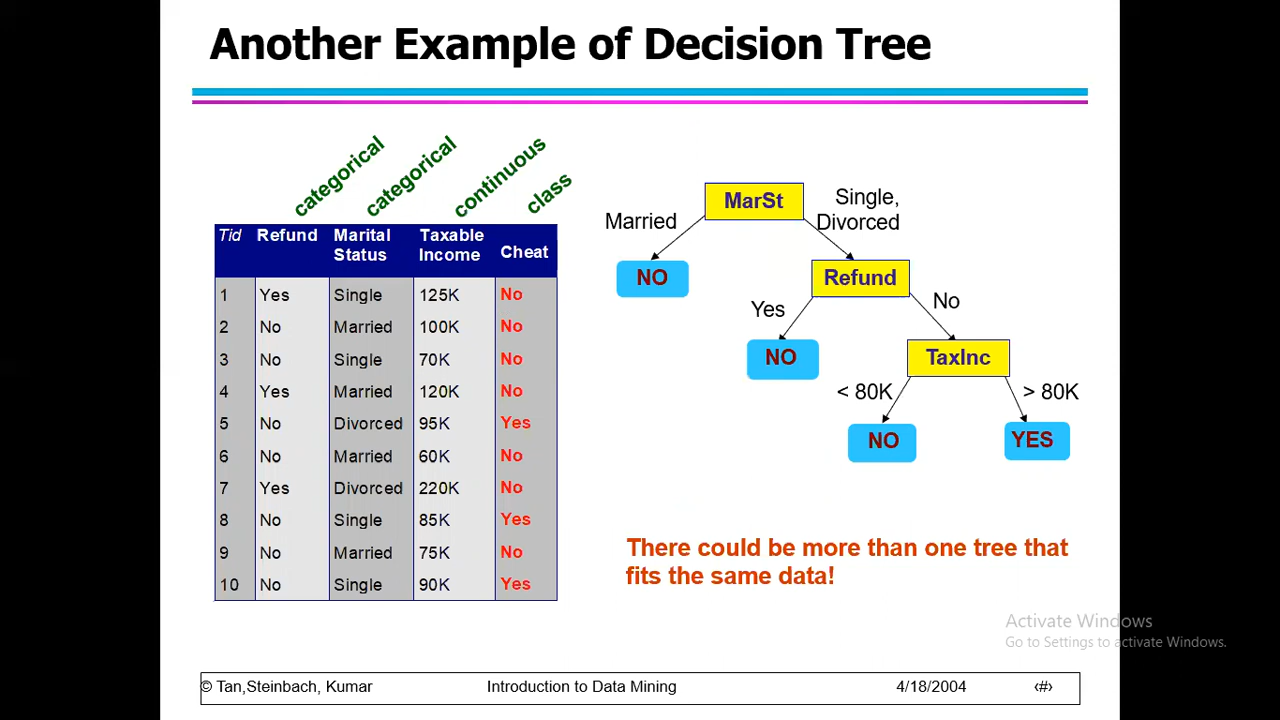 Another Example of Decision Tree
categorical
categorical
continuous
class
Tid Refund Marital Status Taxable Income Cheat
1 Yes Single 125K No
2 No Married 100K No
3 No Single 70K No
4 Yes Married 120K No
5 No Divorced 95K Yes
6 No Married 60K No
7 Yes Divorced 220K No
8 No Single 85K Yes
9 No Married 75K No
10 No Single 90K Yes
MarSt
Married
Single,
Divorced
NO
Refund
Yes
No
NO
TaxInc
< 80K
> 80K
NO
YES
There could be more than one tree that
fits the same data!
Activate Windows
Go to Settings to activate Windows.
© Tan,Steinbach, Kumar Introduction to Data Mining 4/18/2004 ‹#›